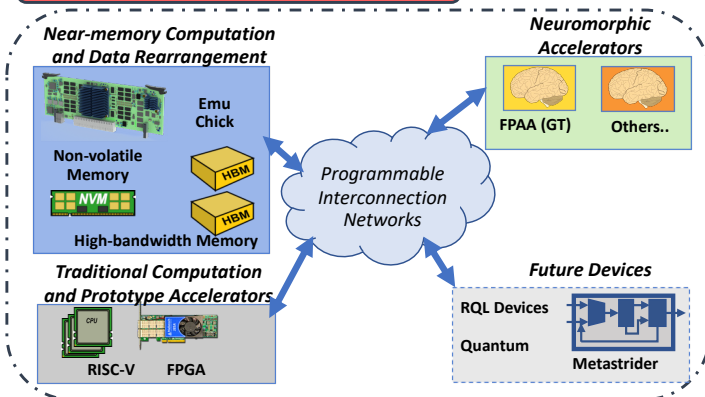 Near-memory Computation
and Data Rearrangement
Emu
Chick
Non-volatile
Memory
NVM
HBM
HBM
High-bandwidth Memory
Neuromorphic
Accelerators
FPAA (GT)
Others..
Programmable
Interconnection
Networks
Traditional Computation
and Prototype Accelerators
CPU
RISC-V
FPGA
Future Devices
RQL Devices
Quantum
Metastrider